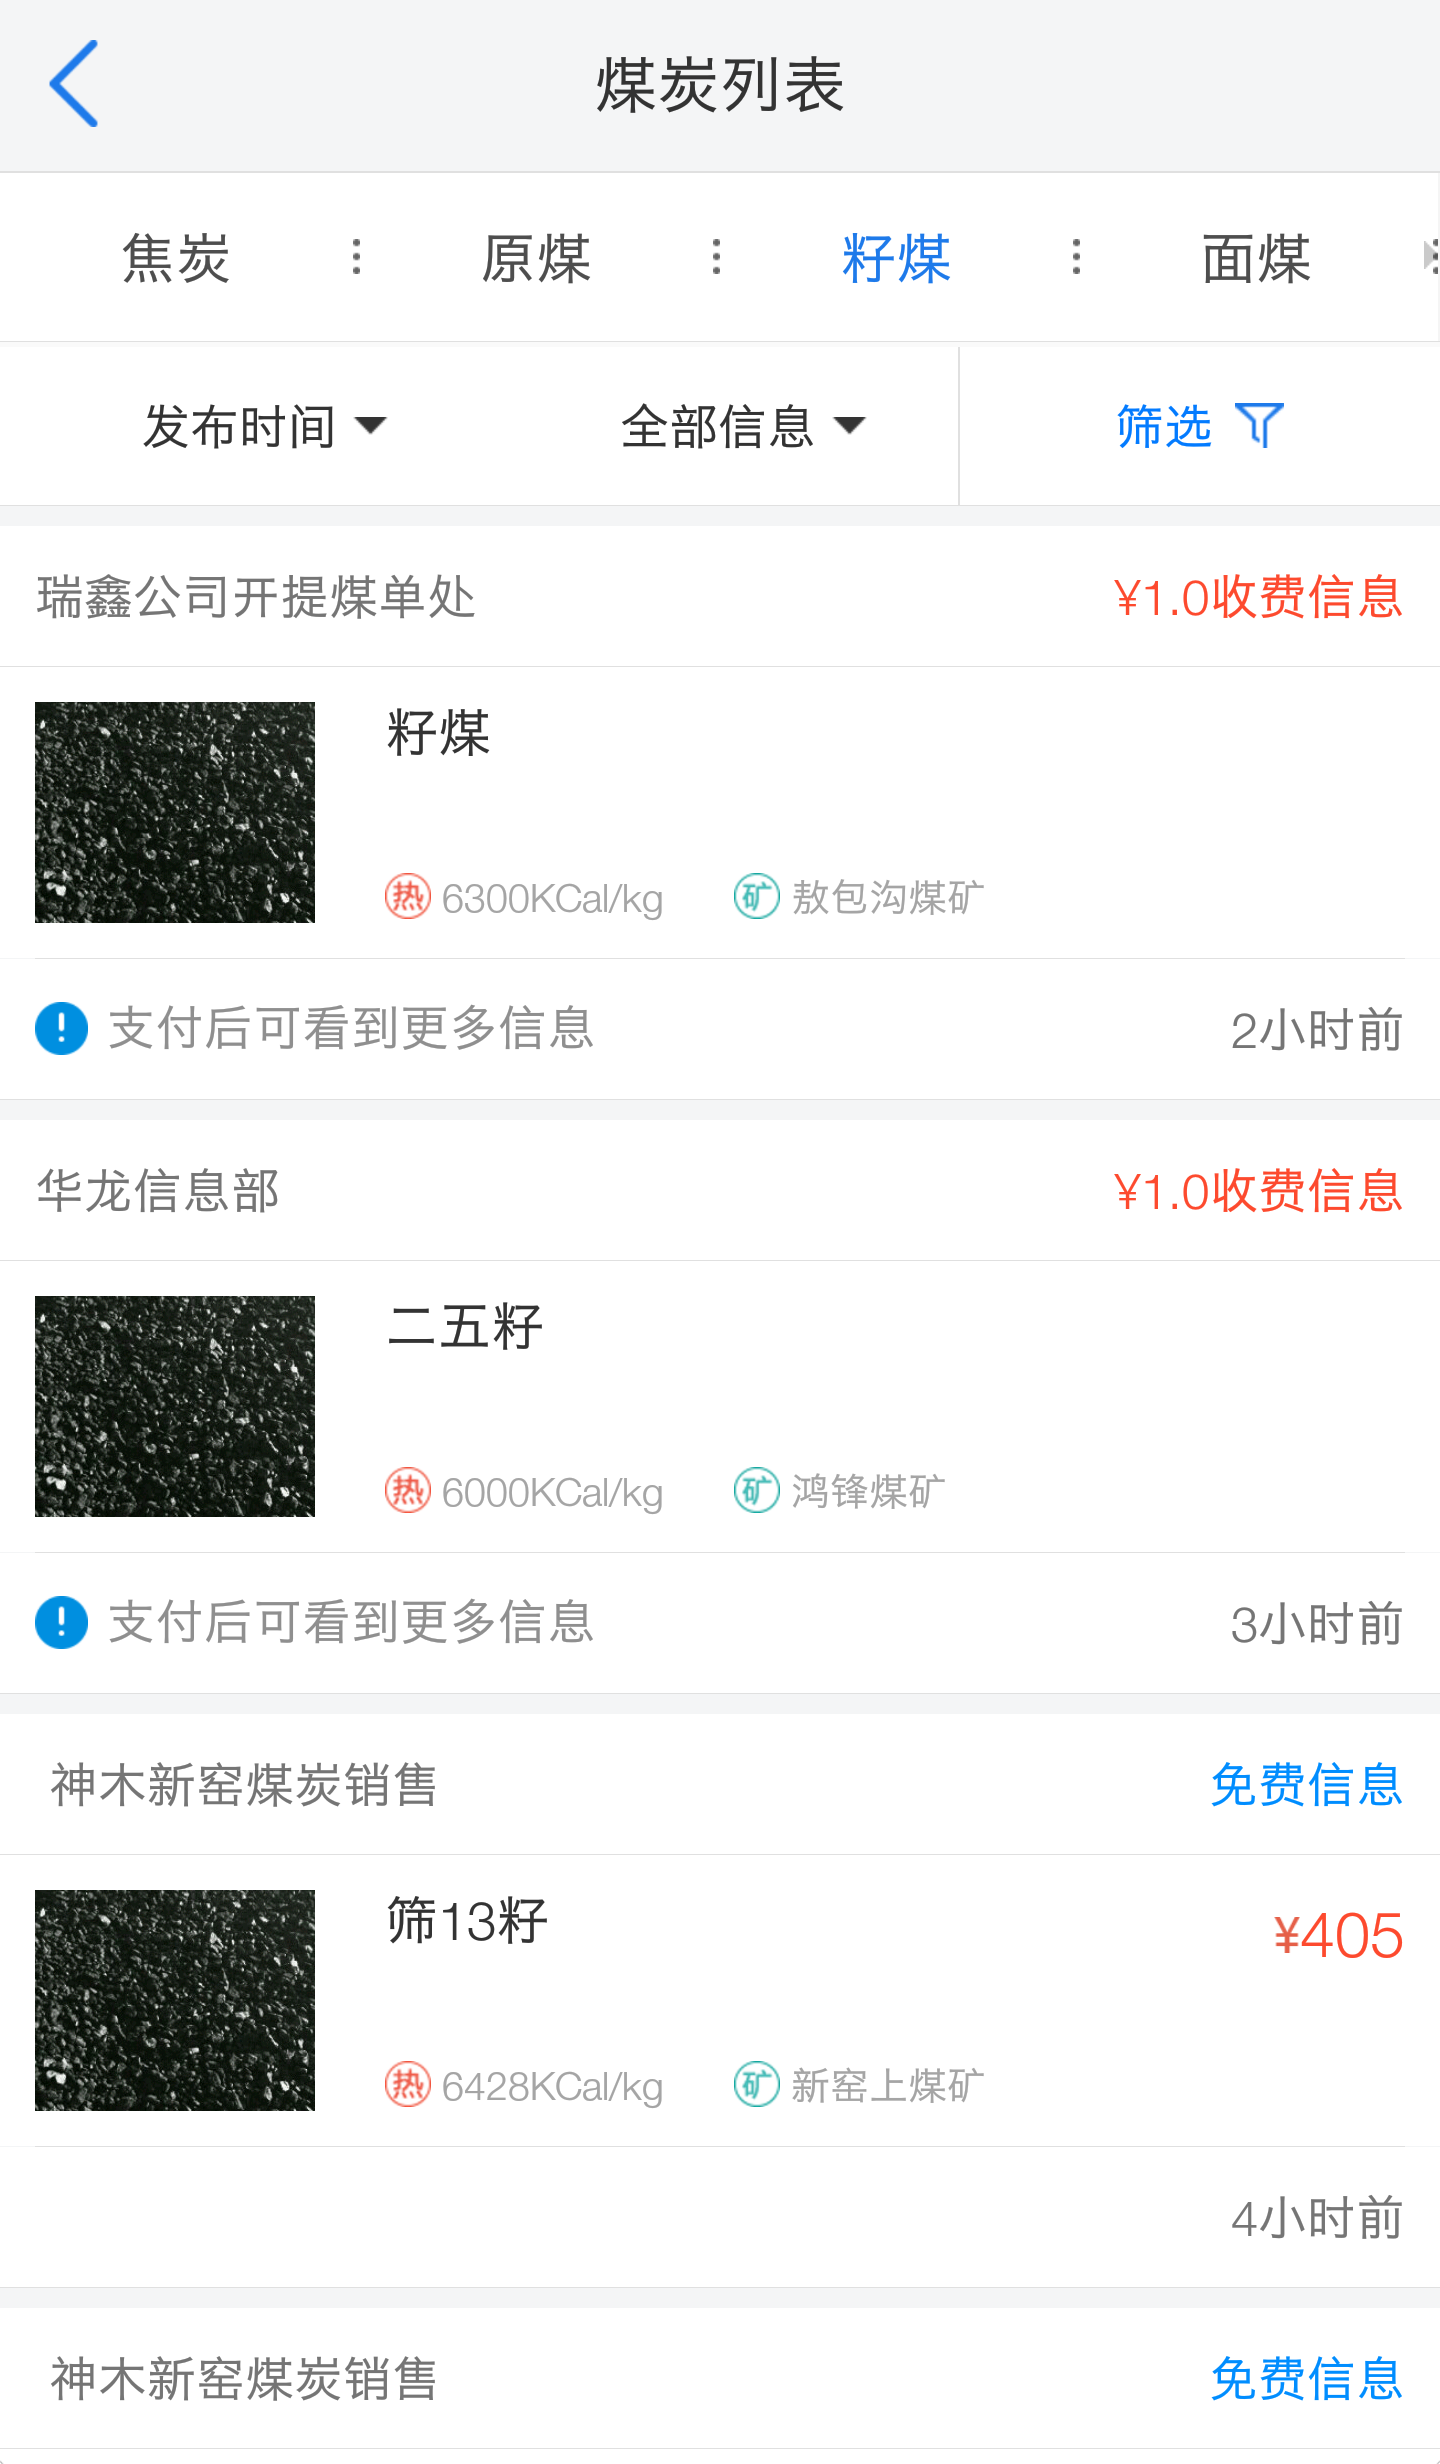 煤炭列表
焦炭 原煤 籽煤 面煤
发布时间 全部信息 筛选
瑞鑫公司开提煤单处 ¥1.0收费信息
籽煤
热 6300KCal/kg 矿 敖包沟煤矿
支付后可看到更多信息 2小时前
华龙信息部 ¥1.0收费信息
二五籽
热 6000KCal/kg 矿 鸿锋煤矿
支付后可看到更多信息 3小时前
神木新窑煤炭销售 免费信息
筛13籽 ¥405
热 6428KCal/kg 矿 新窑上煤矿
4小时前
神木新窑煤炭销售 免费信息